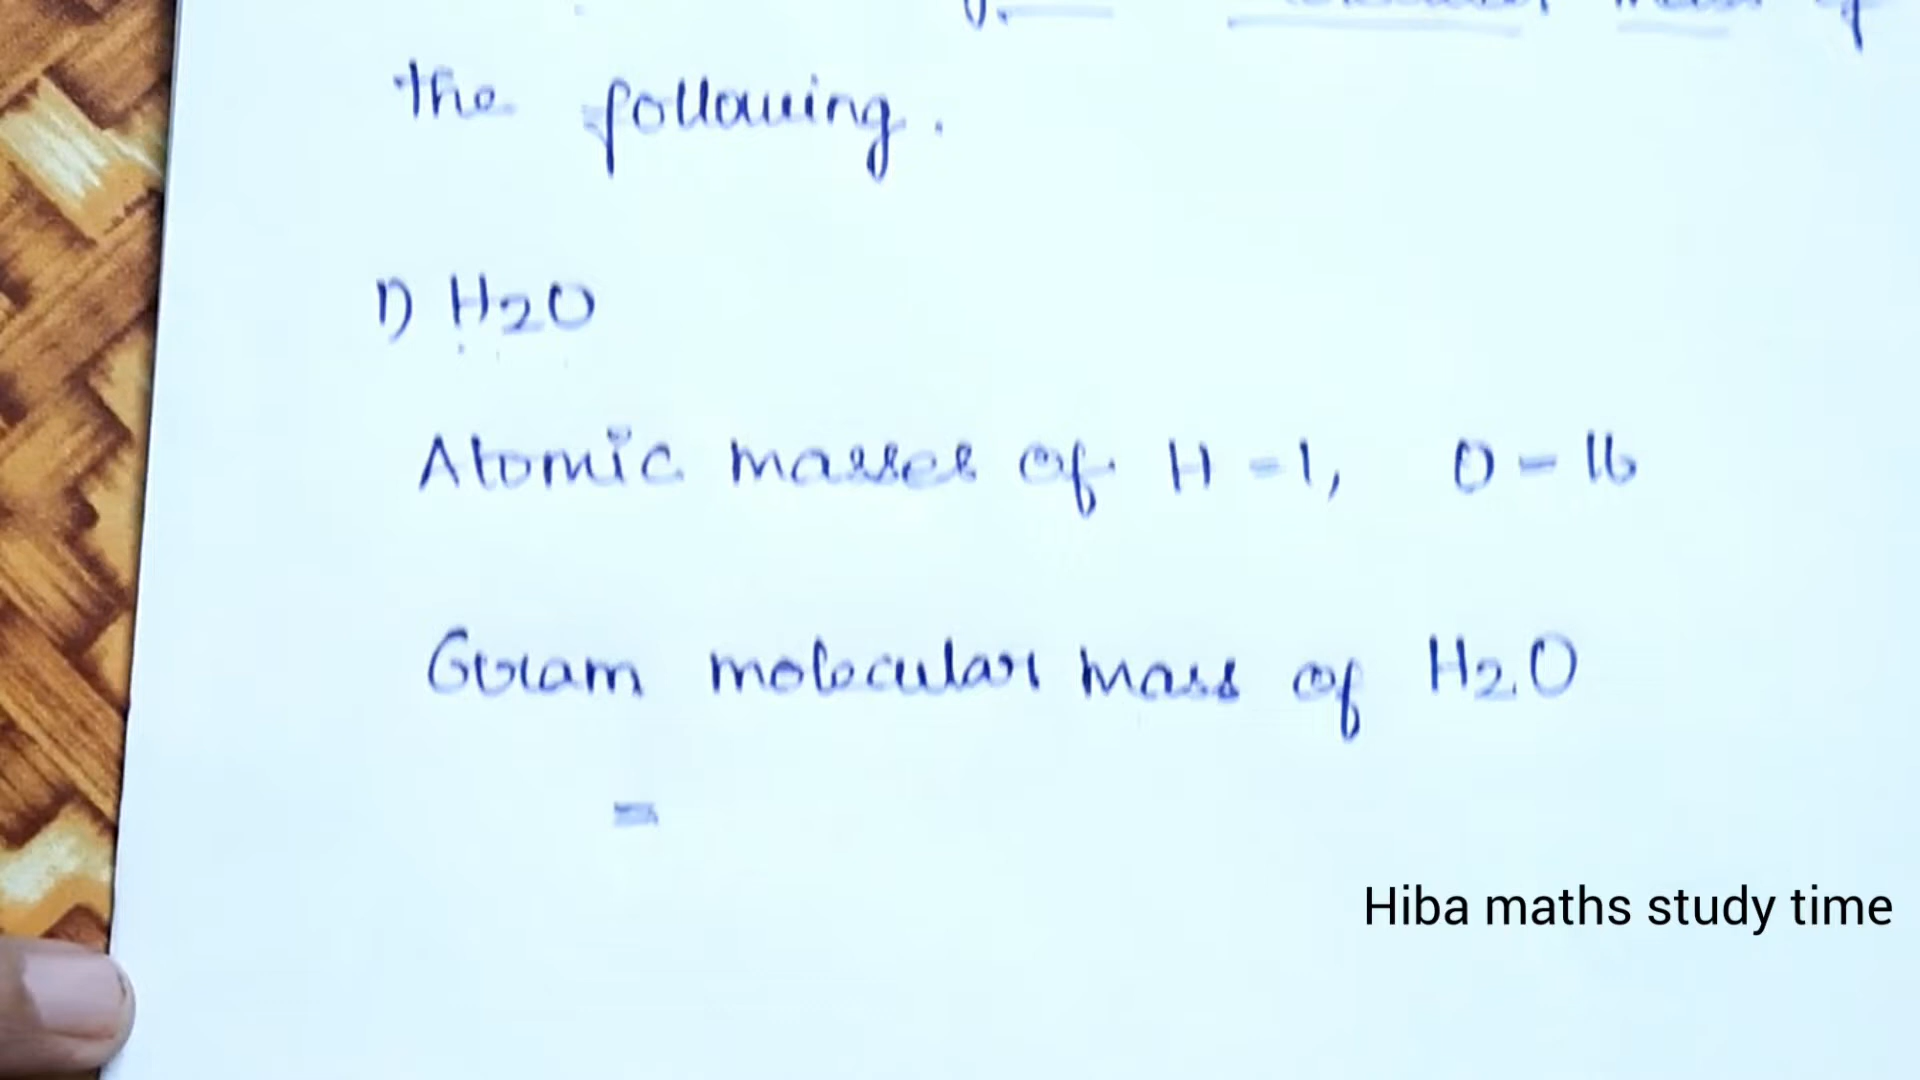 the following.
1) H2O
Atomic masses of H - 1, O - 16
Gram molecular mass of H2O
=
Hiba maths study time